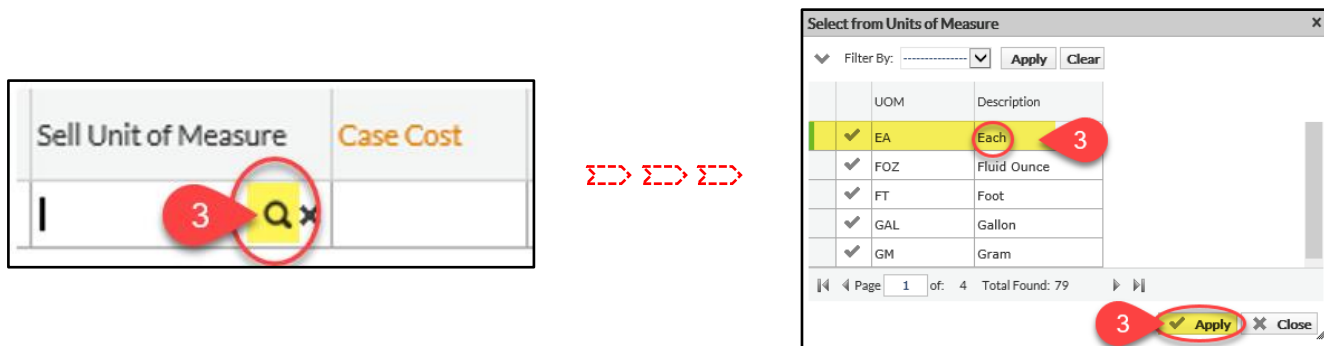 Sell Unit of Measure Case Cost
3
Select from Units of Measure
Filter By: --------------- Apply Clear
UOM Description
EA Each 3
FOZ Fluid Ounce
FT Foot
GAL Gallon
GM Gram
Page 1 of: 4 Total Found: 79
3 Apply Close